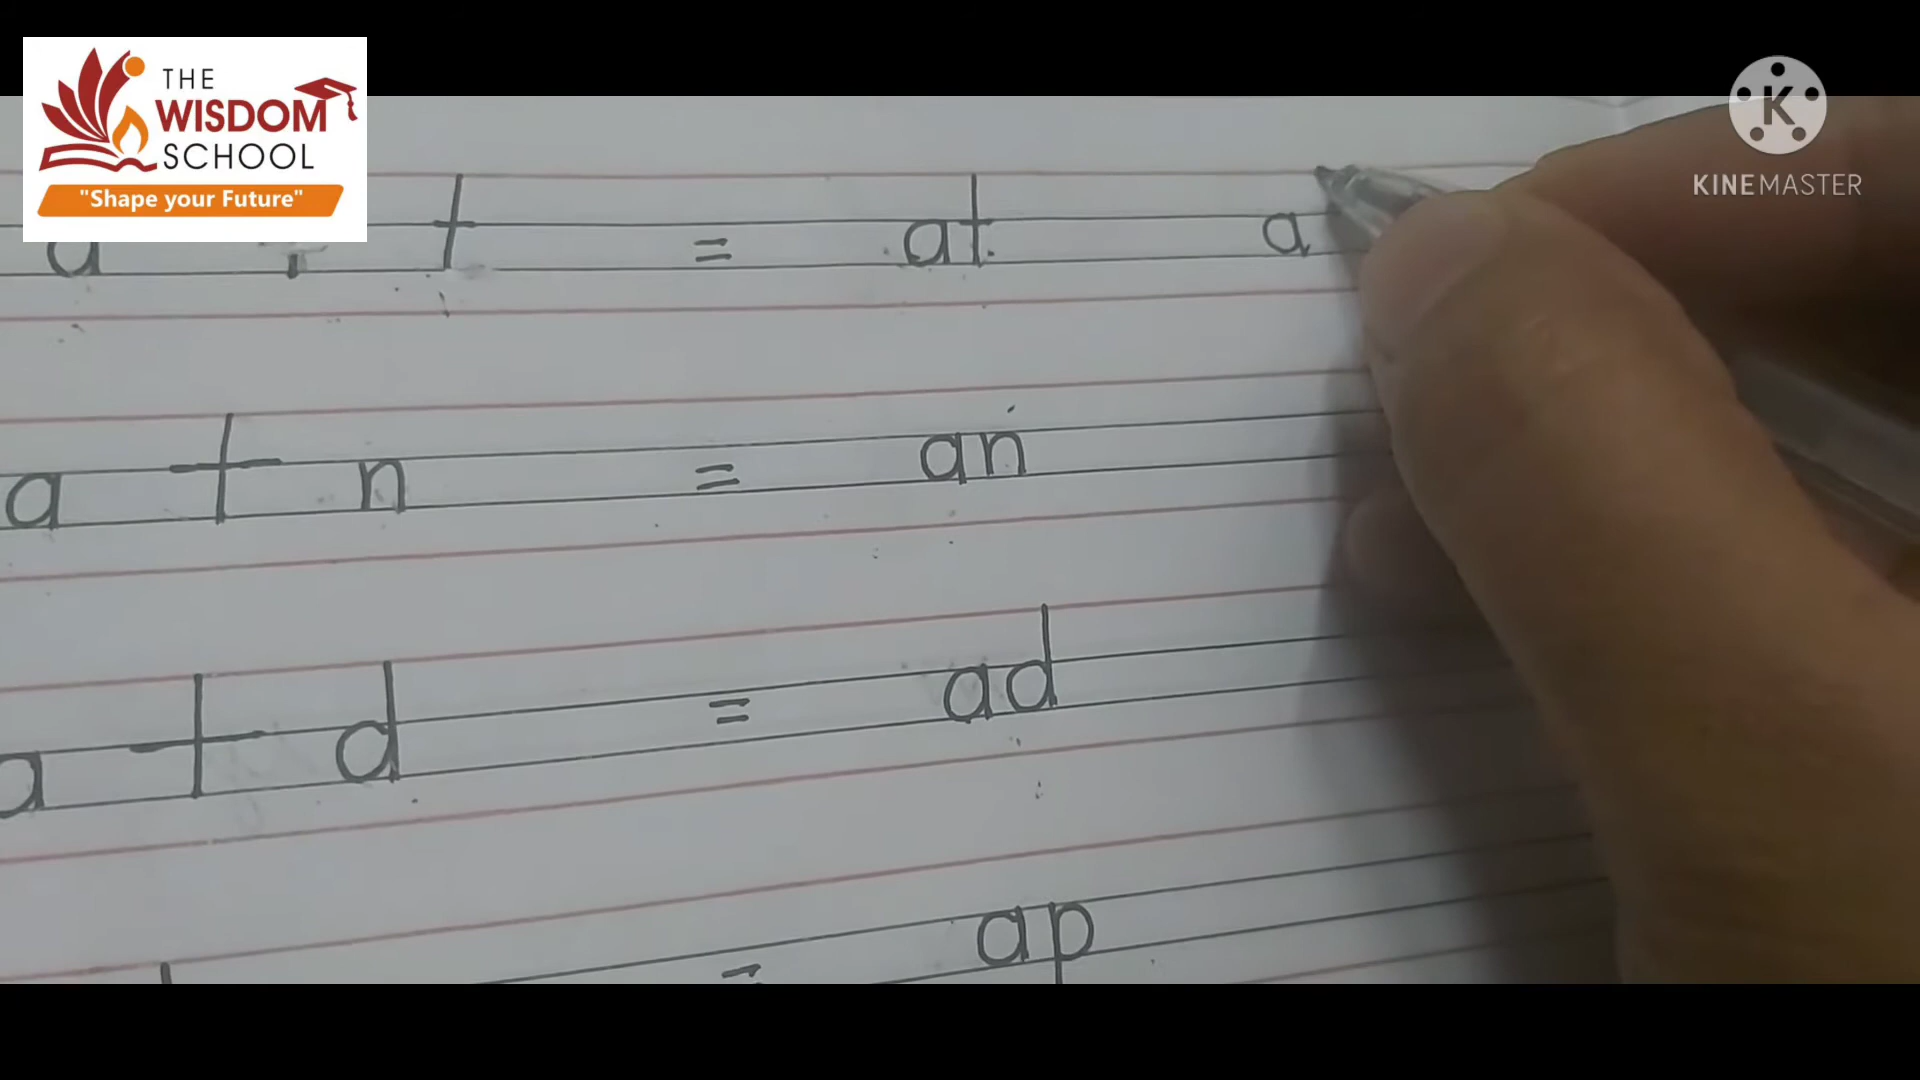 THE
WISDOM
SCHOOL
"Shape your Future"
KINEMASTER
a + t = at a
a + n = an
a + d = ad
= ap